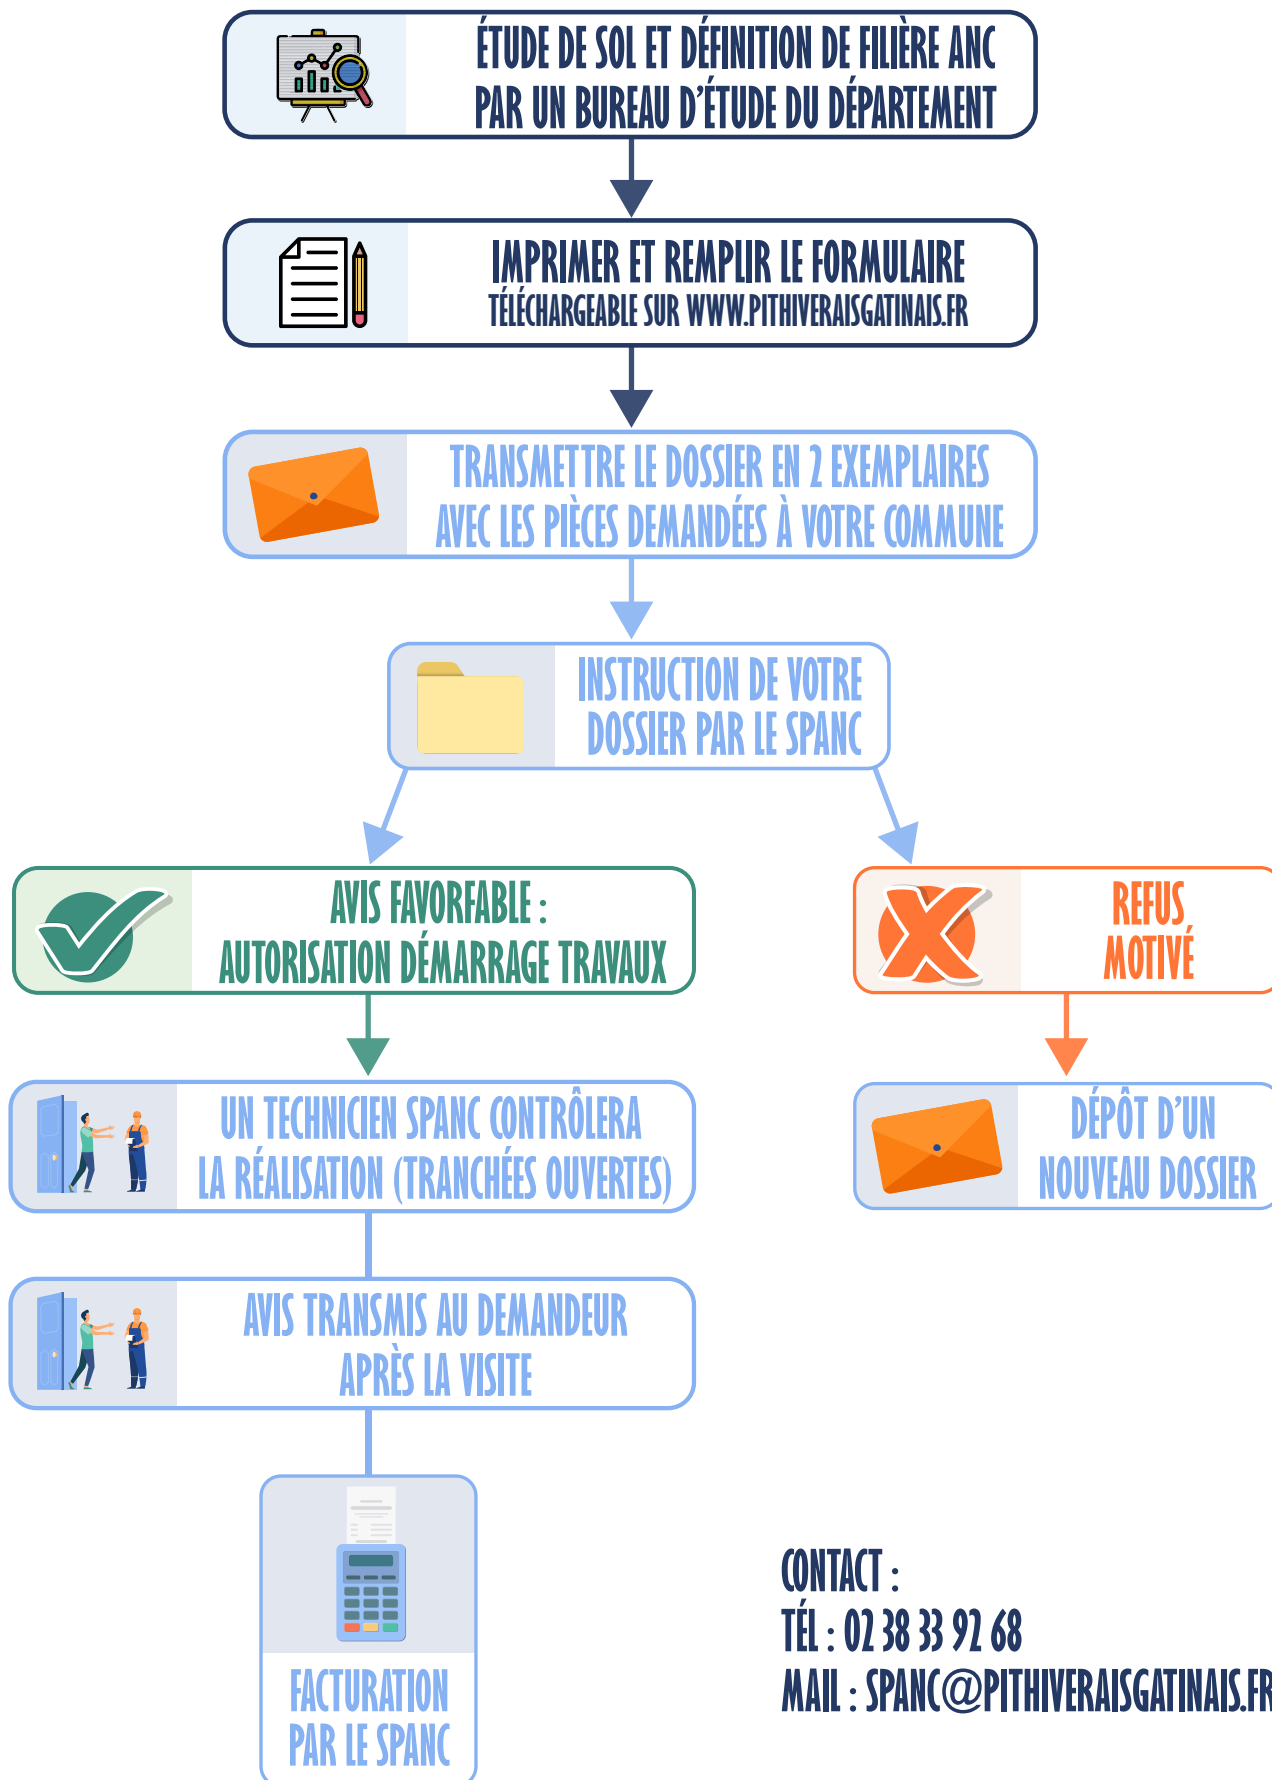 ÉTUDE DE SOL ET DÉFINITION DE FILIÈRE ANC
PAR UN BUREAU D'ÉTUDE DU DÉPARTEMENT
IMPRIMER ET REMPLIR LE FORMULAIRE
TÉLÉCHARGEABLE SUR WWW.PITHIVERAISGATINAIS.FR
TRANSMETTRE LE DOSSIER EN 2 EXEMPLAIRES
AVEC LES PIÈCES DEMANDÉES À VOTRE COMMUNE
INSTRUCTION DE VOTRE
DOSSIER PAR LE SPANC
AVIS FAVORFABLE :
AUTORISATION DÉMARRAGE TRAVAUX
REFUS
MOTIVÉ
UN TECHNICIEN SPANC CONTRÔLERA
LA RÉALISATION (TRANCHÉES OUVERTES)
DÉPÔT D'UN
NOUVEAU DOSSIER
AVIS TRANSMIS AU DEMANDEUR
APRÈS LA VISITE
FACTURATION
PAR LE SPANC
CONTACT :
TÉL : 02 38 33 92 68
MAIL : SPANC@PITHIVERAISGATINAIS.FR